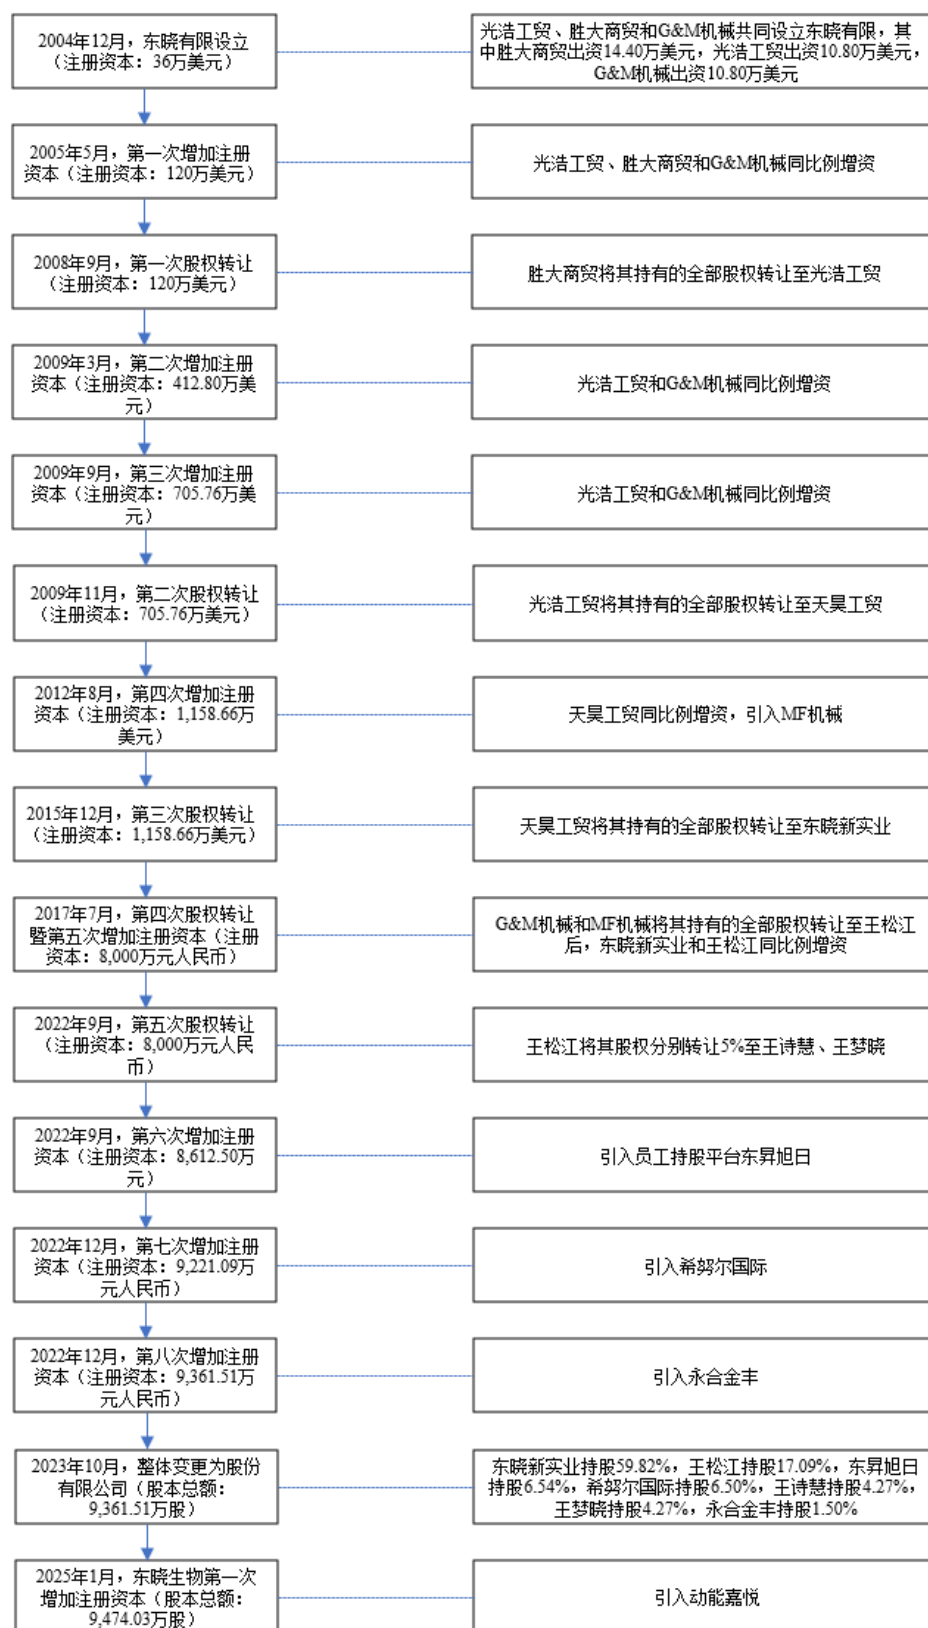 2004年12月，东晓有限设立
（注册资本：36万美元）
光浩工贸、胜大商贸和G&M机械共同设立东晓有限，其
中胜大商贸出资14.40万美元，光浩工贸出资10.80万美元，
G&M机械出资10.80万美元
2005年5月，第一次增加注册
资本（注册资本：120万美元）
光浩工贸、胜大商贸和G&M机械同比例增资
2008年9月，第一次股权转让
（注册资本：120万美元）
胜大商贸将其持有的全部股权转让至光浩工贸
2009年3月，第二次增加注册
资本（注册资本：412.80万美
元）
光浩工贸和G&M机械同比例增资
2009年9月，第三次增加注册
资本（注册资本：705.76万美
元）
光浩工贸和G&M机械同比例增资
2009年11月，第二次股权转让
（注册资本：705.76万美元）
光浩工贸将其持有的全部股权转让至天昊工贸
2012年8月，第四次增加注册
资本（注册资本：1,158.66万
美元）
天昊工贸同比例增资，引入MF机械
2015年12月，第三次股权转让
（注册资本：1,158.66万美元）
天昊工贸将其持有的全部股权转让至东晓新实业
2017年7月，第四次股权转让
暨第五次增加注册资本（注册
资本：8,000万元人民币）
G&M机械和MF机械将其持有的全部股权转让至王松江
后，东晓新实业和王松江同比例增资
2022年9月，第五次股权转让
（注册资本：8,000万元人民
币）
王松江将其股权分别转让5%至王诗慧、王梦晓
2022年9月，第六次增加注册
资本（注册资本：8,612.50万
元）
引入员工持股平台东昇旭日
2022年12月，第七次增加注册
资本（注册资本：9,221.09万
元人民币）
引入希努尔国际
2022年12月，第八次增加注册
资本（注册资本：9,361.51万
元人民币）
引入永合金丰
2023年10月，整体变更为股份
有限公司（股本总额：
9,361.51万股）
东晓新实业持股59.82%，王松江持股17.09%，东昇旭日
持股6.54%，希努尔国际持股6.50%，王诗慧持股4.27%，
王梦晓持股4.27%，永合金丰持股1.50%
2025年1月，东晓生物第一次
增加注册资本（股本总额：
9,474.03万股）
引入动能嘉悦